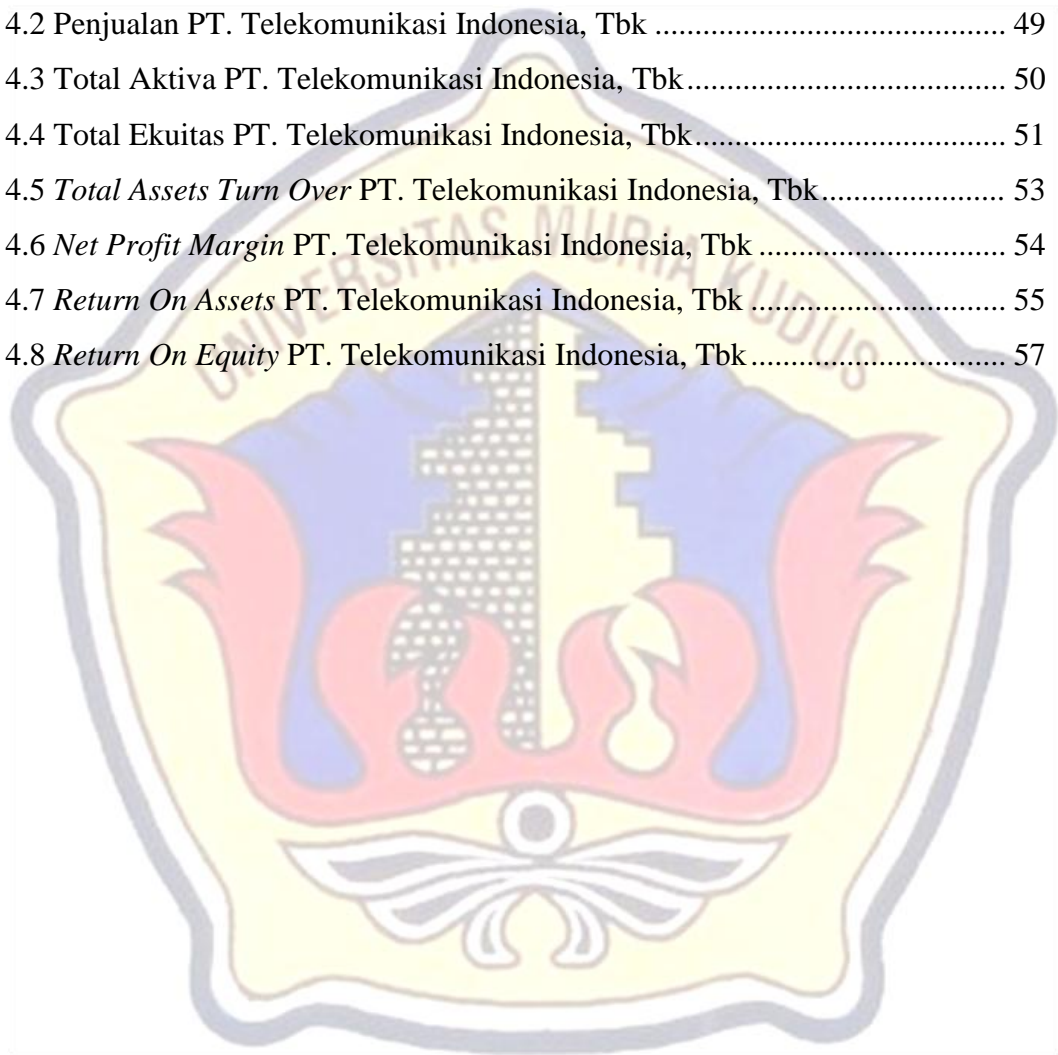 4.2 Penjualan PT. Telekomunikasi Indonesia, Tbk .................................... 49
4.3 Total Aktiva PT. Telekomunikasi Indonesia, Tbk................................. 50
4.4 Total Ekuitas PT. Telekomunikasi Indonesia, Tbk................................ 51
4.5 Total Assets Turn Over PT. Telekomunikasi Indonesia, Tbk................... 53
4.6 Net Profit Margin PT. Telekomunikasi Indonesia, Tbk ......................... 54
4.7 Return On Assets PT. Telekomunikasi Indonesia, Tbk .......................... 55
4.8 Return On Equity PT. Telekomunikasi Indonesia, Tbk.......................... 57
UNIVERSITAS MURIA KUDUS